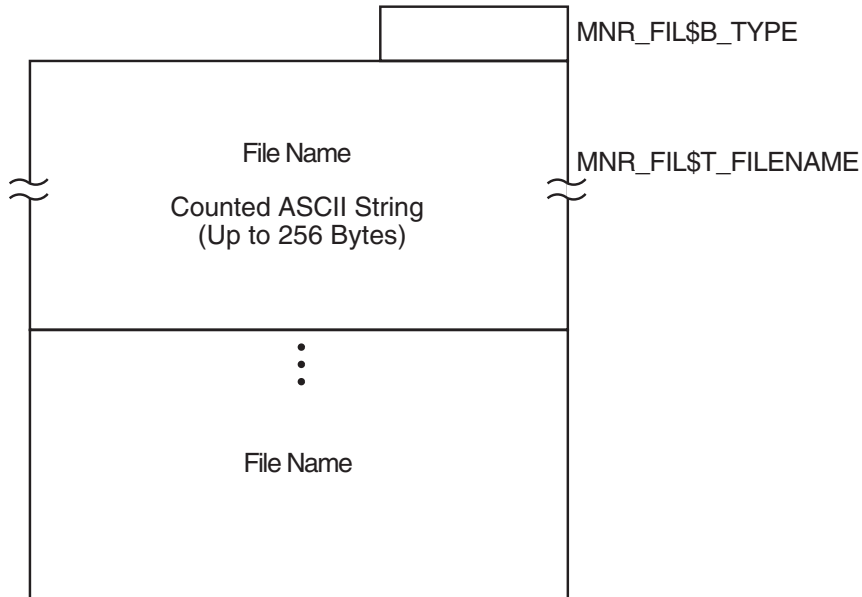 MNR_FIL$B_TYPE
File Name
MNR_FIL$T_FILENAME
Counted ASCII String
(Up to 256 Bytes)
File Name